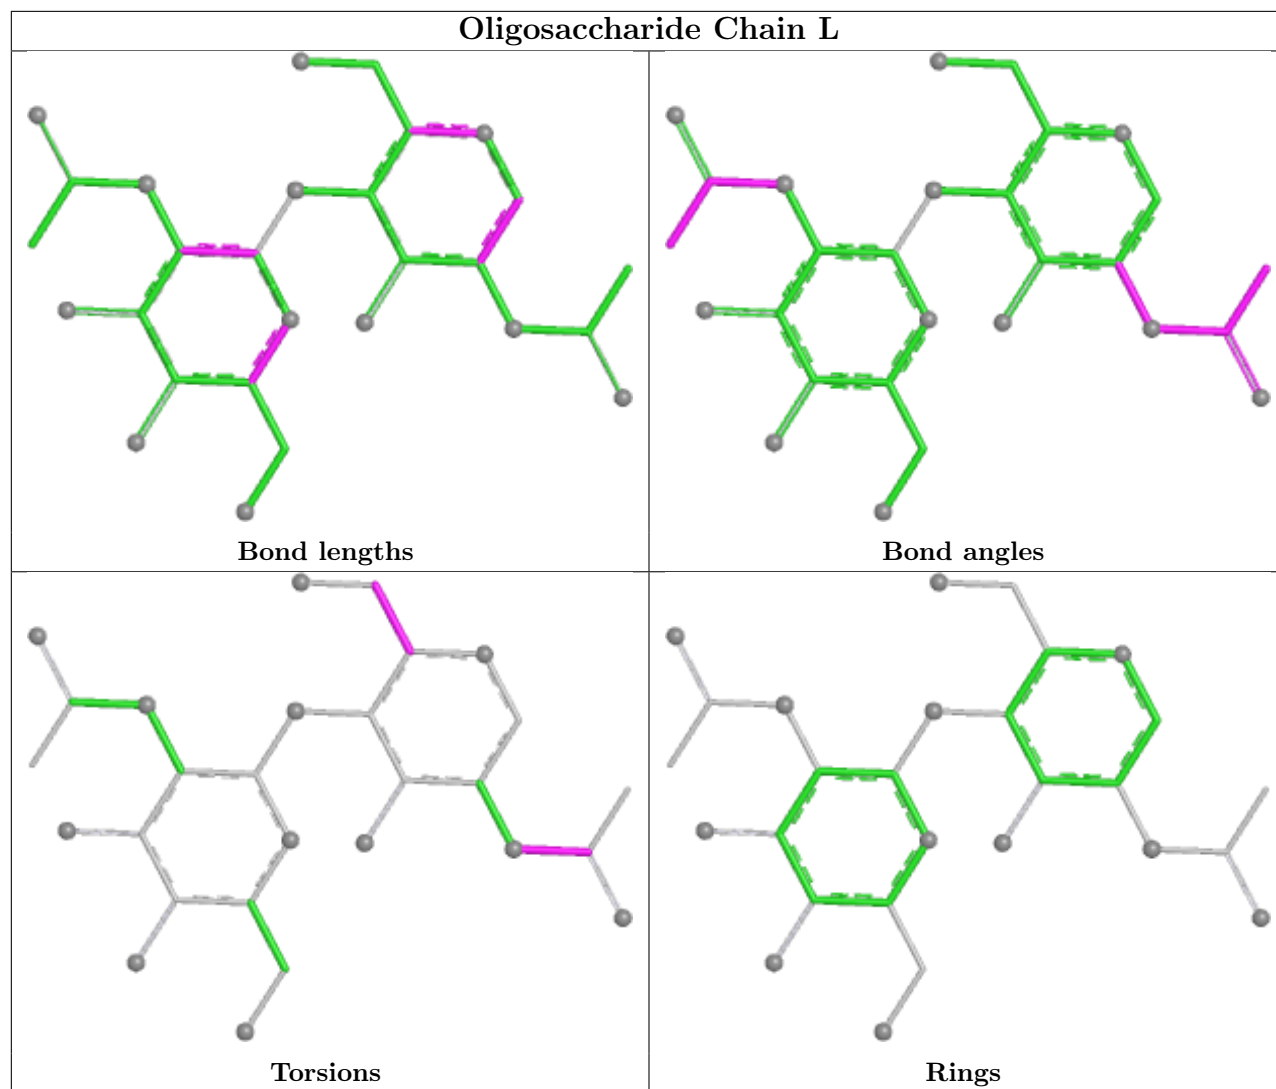 Oligosaccharide Chain L
Bond lengths
Bond angles
Torsions
Rings